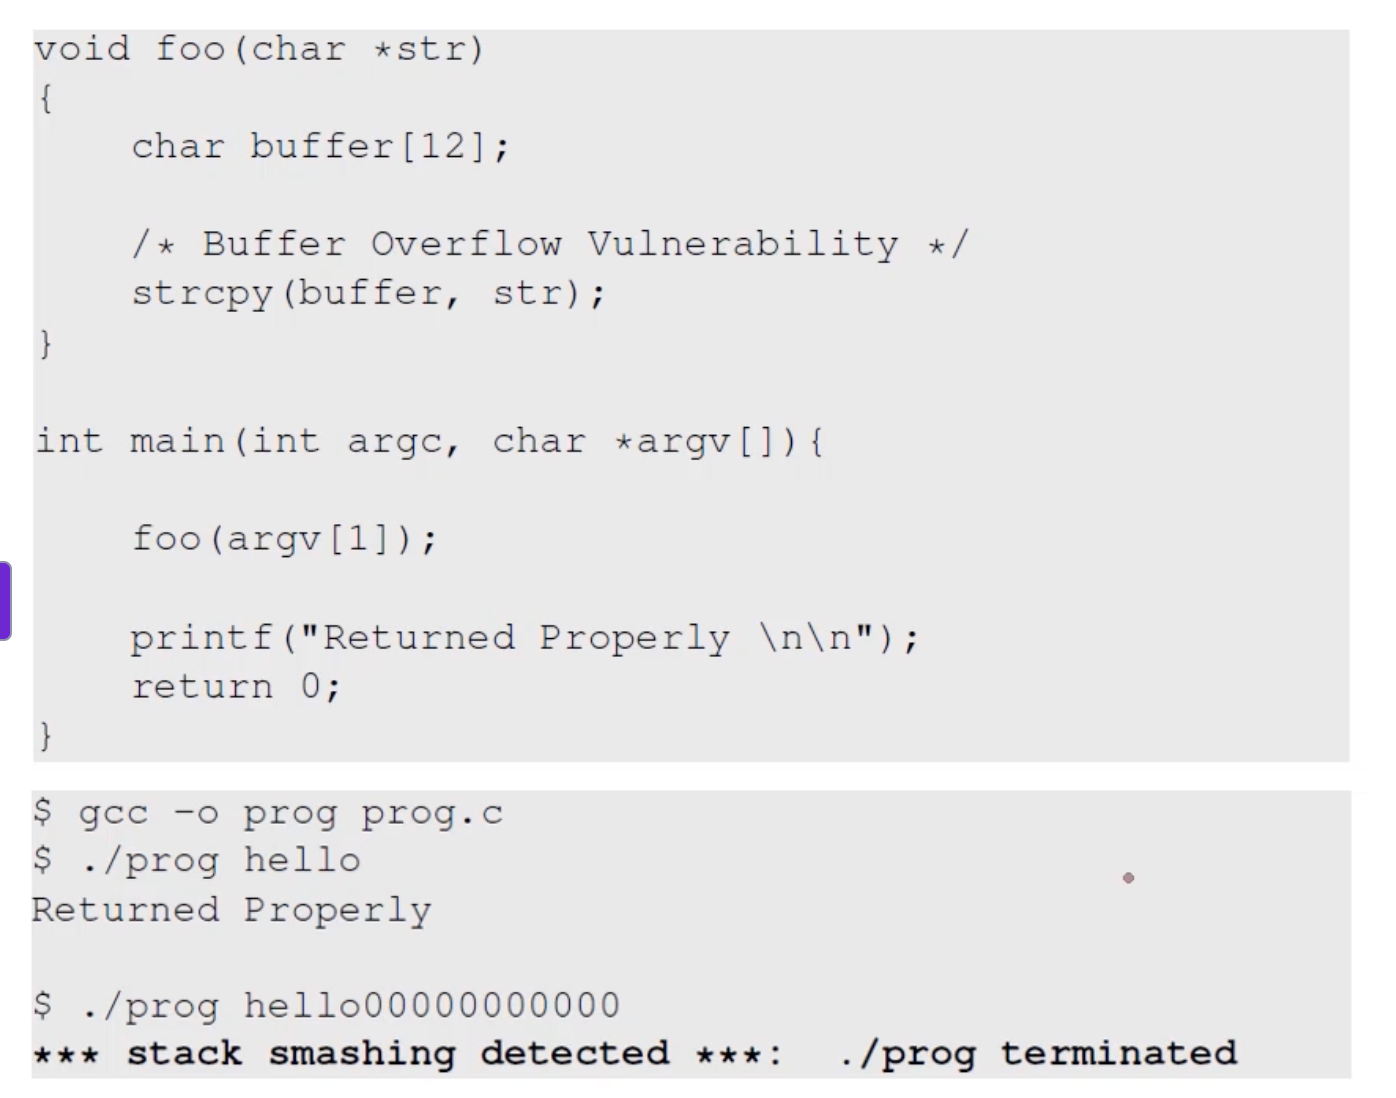 void foo(char *str)
{
    char buffer[12];

    /* Buffer Overflow Vulnerability */
    strcpy(buffer, str);
}

int main(int argc, char *argv[]){

    foo(argv[1]);

    printf("Returned Properly \n\n");
    return 0;
}

$ gcc -o prog prog.c
$ ./prog hello
Returned Properly

$ ./prog hello00000000000
*** stack smashing detected ***:  ./prog terminated